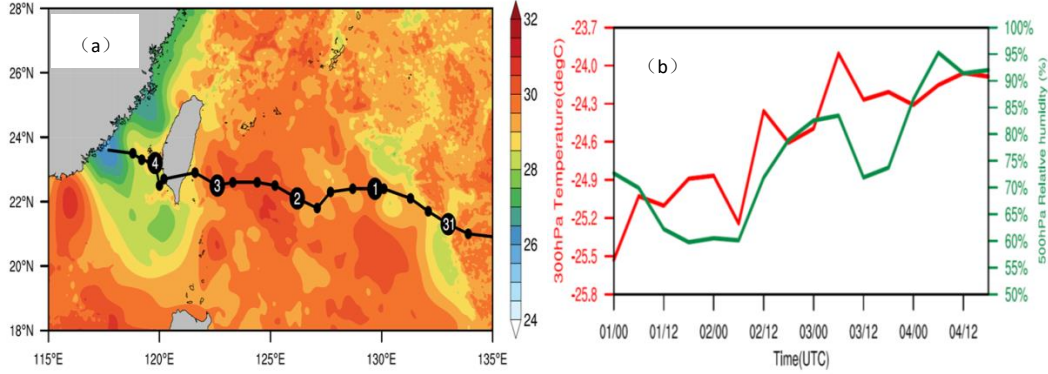 （a）
28°N
26°N
24°N
22°N
20°N
18°N
115°E
120°E
125°E
130°E
135°E
4
3
2
1
31
32
30
28
26
24
（b）
300hPa Temperature(degC)
-23.7
-24.0
-24.3
-24.6
-24.9
-25.2
-25.5
-25.8
100%
95%
90%
85%
80%
75%
70%
65%
60%
55%
50%
500hPa Relative humidity (%)
01/00
01/12
02/00
02/12
03/00
03/12
04/00
04/12
Time(UTC)